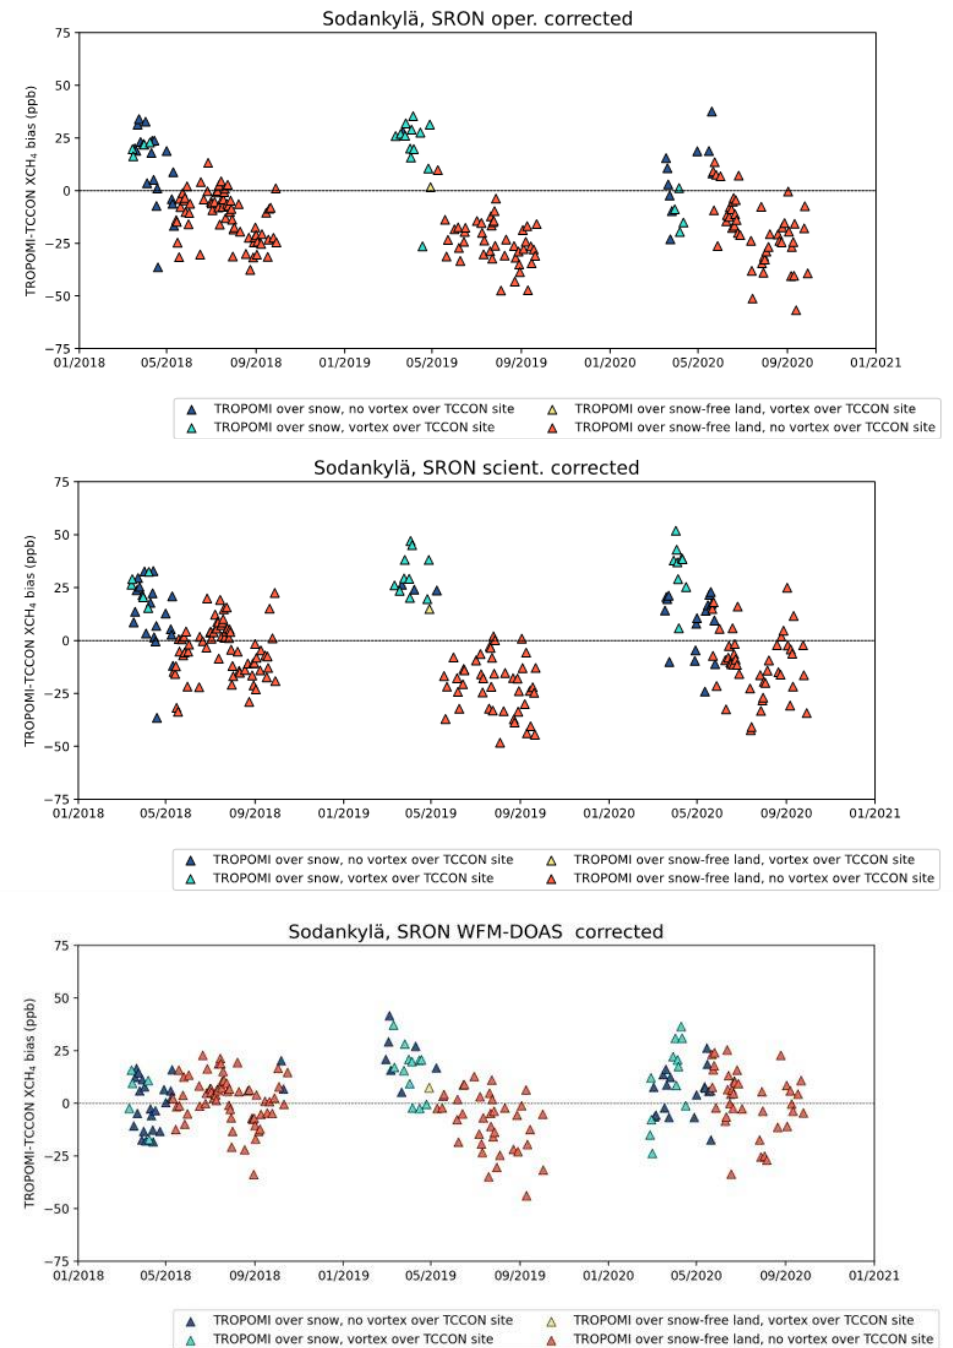 Sodankylä, SRON oper. corrected
75
50
25
0
−25
−50
−75
TROPOMI-TCCON XCH₄ bias (ppb)
01/2018 05/2018 09/2018 01/2019 05/2019 09/2019 01/2020 05/2020 09/2020 01/2021
TROPOMI over snow, no vortex over TCCON site TROPOMI over snow-free land, vortex over TCCON site
TROPOMI over snow, vortex over TCCON site TROPOMI over snow-free land, no vortex over TCCON site
Sodankylä, SRON scient. corrected
75
50
25
0
−25
−50
−75
TROPOMI-TCCON XCH₄ bias (ppb)
01/2018 05/2018 09/2018 01/2019 05/2019 09/2019 01/2020 05/2020 09/2020 01/2021
TROPOMI over snow, no vortex over TCCON site TROPOMI over snow-free land, vortex over TCCON site
TROPOMI over snow, vortex over TCCON site TROPOMI over snow-free land, no vortex over TCCON site
Sodankylä, SRON WFM-DOAS corrected
75
50
25
0
−25
−50
−75
TROPOMI-TCCON XCH₄ bias (ppb)
01/2018 05/2018 09/2018 01/2019 05/2019 09/2019 01/2020 05/2020 09/2020 01/2021
TROPOMI over snow, no vortex over TCCON site TROPOMI over snow-free land, vortex over TCCON site
TROPOMI over snow, vortex over TCCON site TROPOMI over snow-free land, no vortex over TCCON site